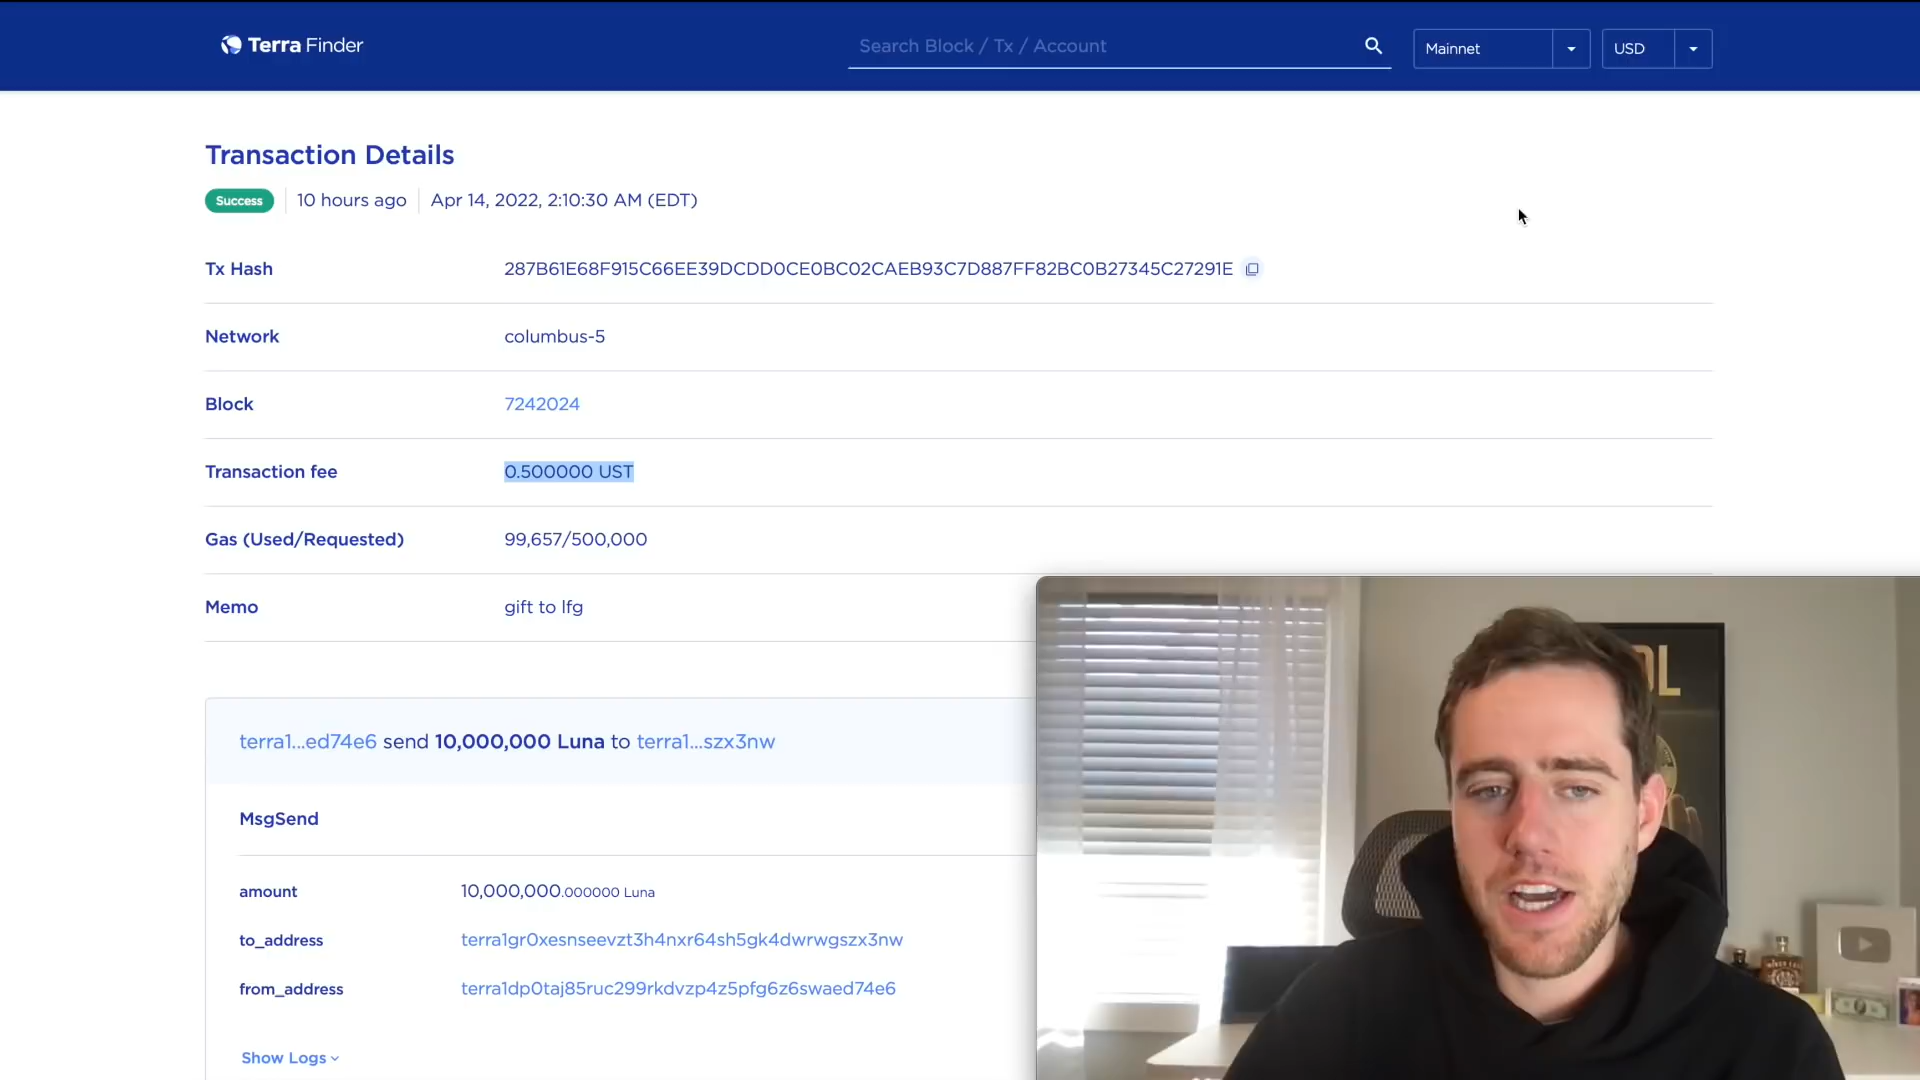 Terra Finder
Search Block / Tx / Account
Mainnet
USD
Transaction Details
Success
10 hours ago
Apr 14, 2022, 2:10:30 AM (EDT)
Tx Hash
287B61E68F915C66EE39DCDD0CE0BC02CAEB93C7D887FF82BC0B27345C27291E
Network
columbus-5
Block
7242024
Transaction fee
0.500000 UST
Gas (Used/Requested)
99,657/500,000
Memo
gift to lfg
terra1...ed74e6 send 10,000,000 Luna to terra1...szx3nw
MsgSend
amount
10,000,000.000000 Luna
to_address
terra1gr0xesnseevzt3h4nxr64sh5gk4dwrwgszx3nw
from_address
terra1dp0taj85ruc299rkdvzp4z5pfg6z6swaed74e6
Show Logs